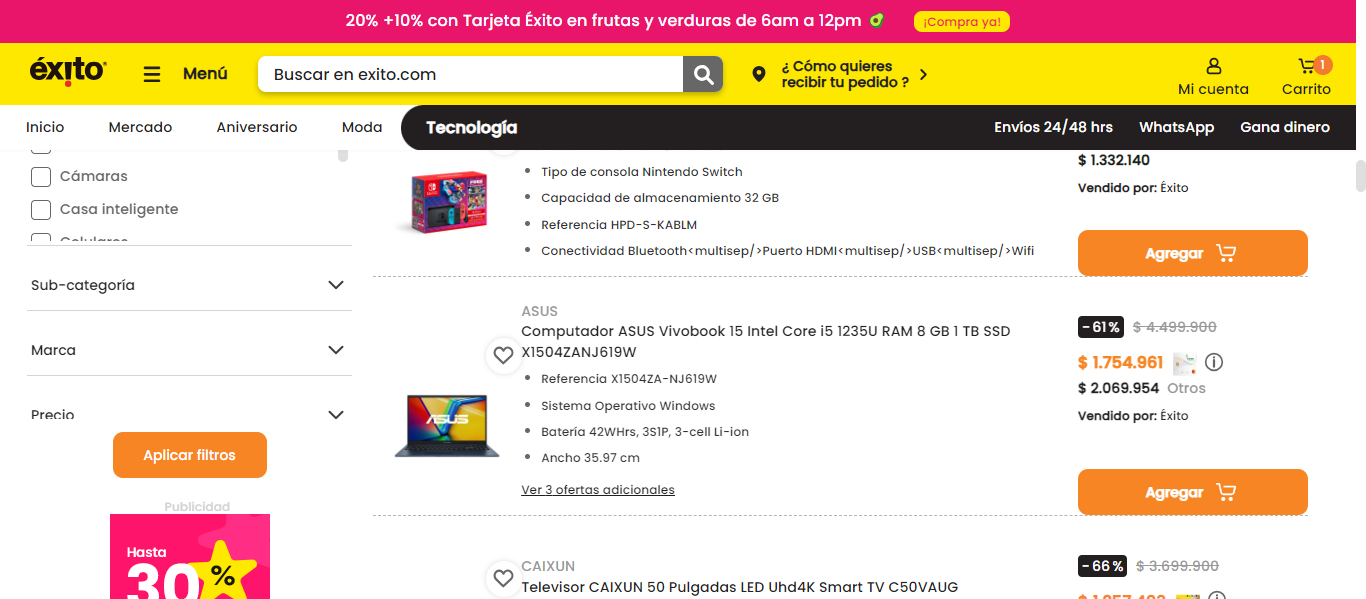 20% +10% con Tarjeta Éxito en frutas y verduras de 6am a 12pm
¡Compra ya!
éxito
Menú
Buscar en exito.com
¿ Cómo quieres
recibir tu pedido ?
Mi cuenta
1
Carrito
Inicio
Mercado
Aniversario
Moda
Tecnología
Envíos 24/48 hrs
WhatsApp
Gana dinero
Cámaras
Casa inteligente
Celulares
Sub-categoría
Marca
Precio
Aplicar filtros
Publicidad
Hasta
30%
Tipo de consola Nintendo Switch
Capacidad de almacenamiento 32 GB
Referencia HPD-S-KABLM
Conectividad Bluetooth<multisep/>Puerto HDMI<multisep/>USB<multisep/>Wifi
$ 1.332.140
Vendido por: Éxito
Agregar
ASUS
Computador ASUS Vivobook 15 Intel Core i5 1235U RAM 8 GB 1 TB SSD
X1504ZANJ619W
Referencia X1504ZA-NJ619W
Sistema Operativo Windows
Batería 42WHrs, 3S1P, 3-cell Li-ion
Ancho 35.97 cm
Ver 3 ofertas adicionales
ASUS
-61% $ 4.499.900
$ 1.754.961
$ 2.069.954 Otros
Vendido por: Éxito
Agregar
CAIXUN
Televisor CAIXUN 50 Pulgadas LED Uhd4K Smart TV C50VAUG
-66% $ 3.699.900